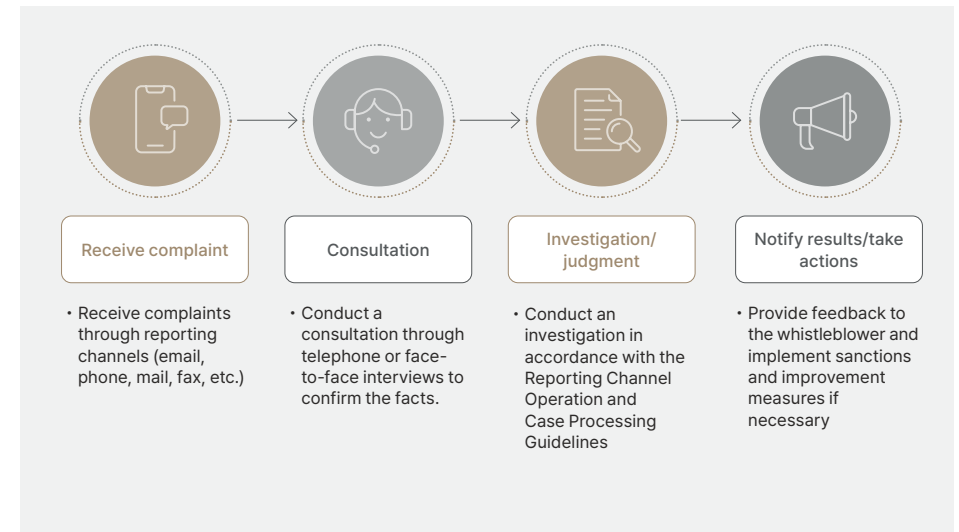 Receive complaint
Consultation
Investigation/
judgment
Notify results/take
actions
• Receive complaints
through reporting
channels (email,
phone, mail, fax, etc.)
• Conduct a
consultation through
telephone or face-
to-face interviews to
confirm the facts.
• Conduct an
investigation in
accordance with the
Reporting Channel
Operation and
Case Processing
Guidelines
• Provide feedback to
the whistleblower and
implement sanctions
and improvement
measures if
necessary